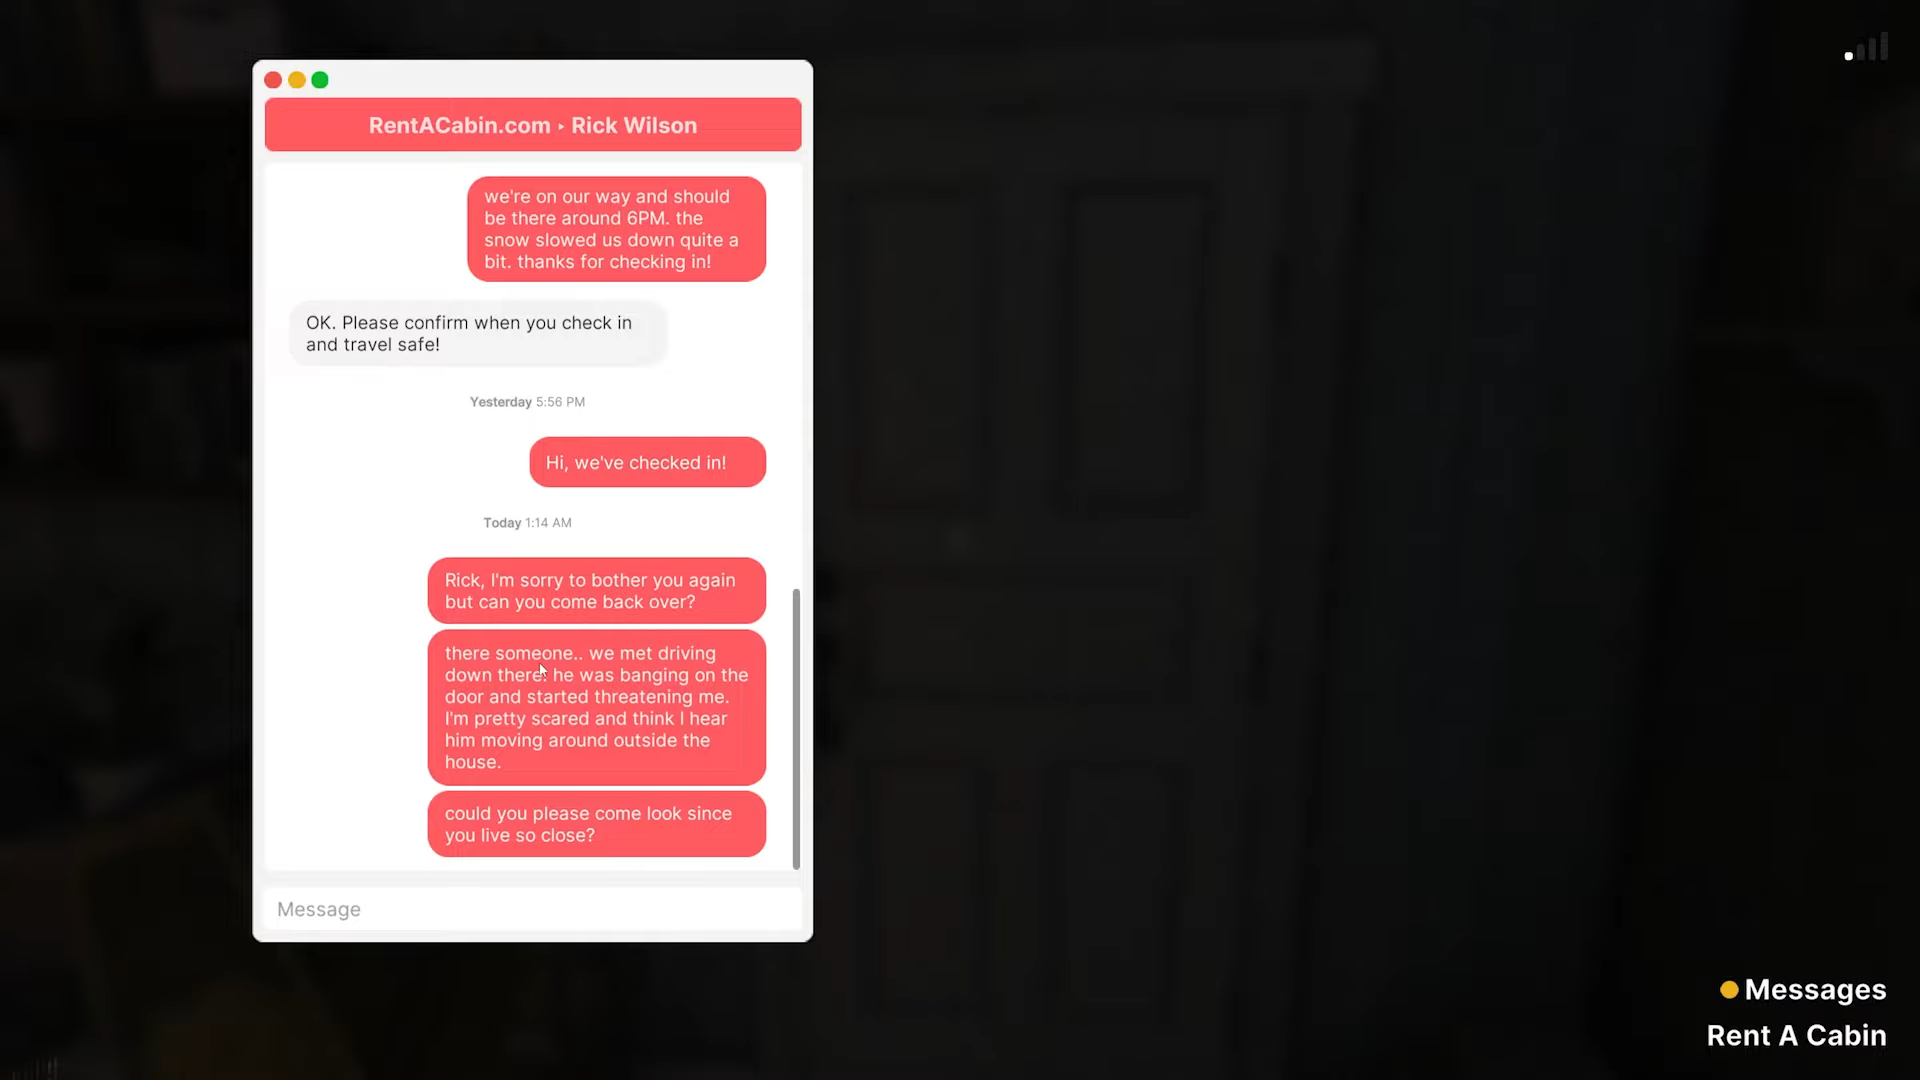 RentACabin.com ‣ Rick Wilson
we're on our way and should
be there around 6PM. the
snow slowed us down quite a
bit. thanks for checking in!
OK. Please confirm when you check in
and travel safe!
Yesterday 5:56 PM
Hi, we've checked in!
Today 1:14 AM
Rick, I'm sorry to bother you again
but can you come back over?
there someone.. we met driving
down there. he was banging on the
door and started threatening me.
I'm pretty scared and think I hear
him moving around outside the
house.
could you please come look since
you live so close?
Message
Messages
Rent A Cabin